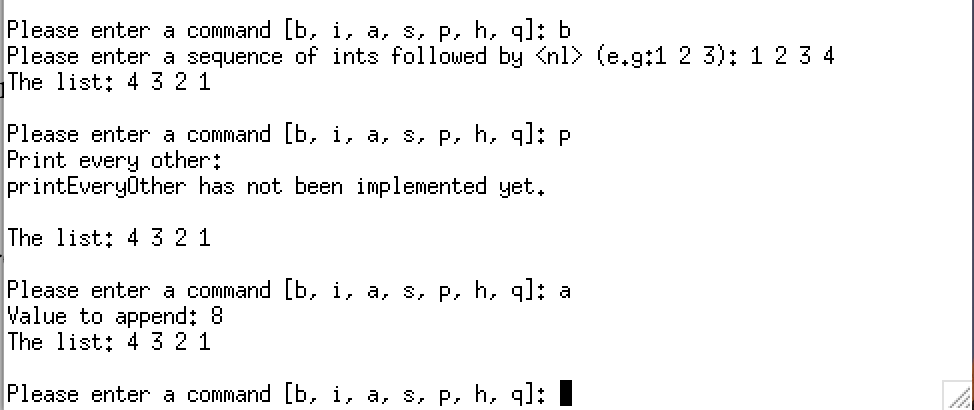 Please enter a command [b, i, a, s, p, h, q]: b
Please enter a sequence of ints followed by <nl> (e.g:1 2 3): 1 2 3 4
The list: 4 3 2 1
Please enter a command [b, i, a, s, p, h, q]: p
Print every other:
printEveryOther has not been implemented yet.
The list: 4 3 2 1
Please enter a command [b, i, a, s, p, h, q]: a
Value to append: 8
The list: 4 3 2 1
Please enter a command [b, i, a, s, p, h, q]: